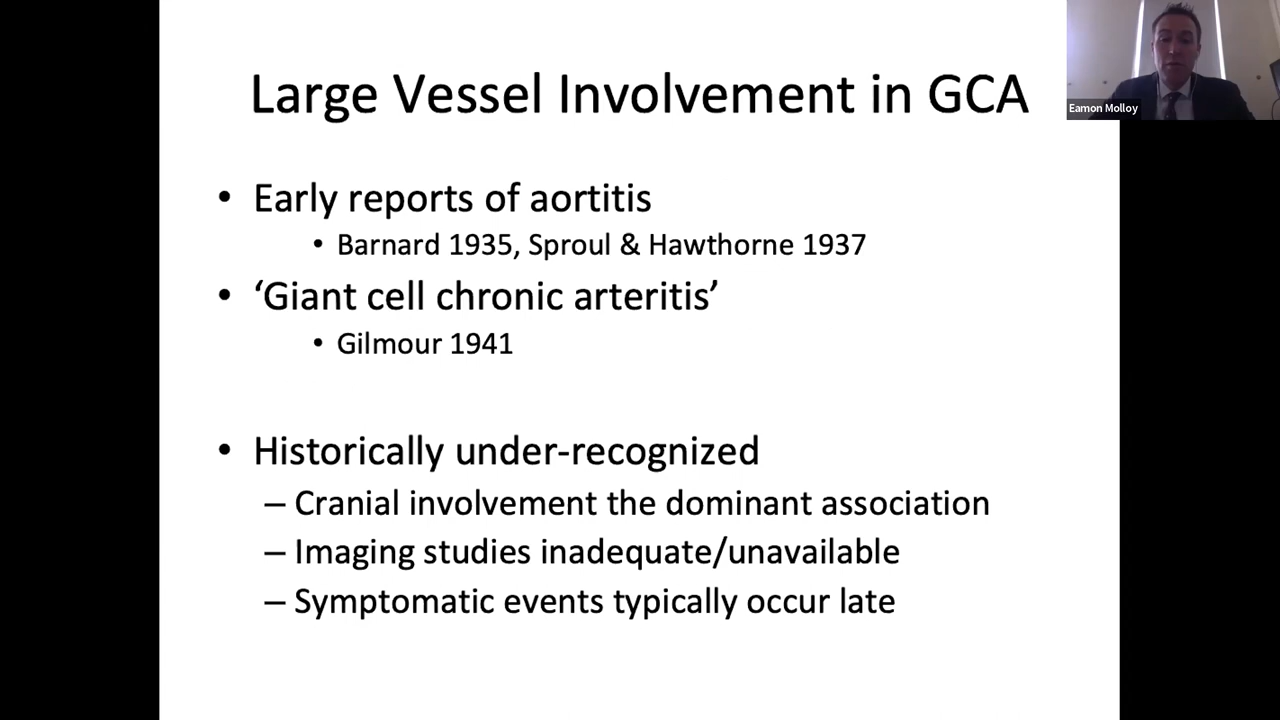 Large Vessel Involvement in GCA
Eamon Molloy
• Early reports of aortitis
• Barnard 1935, Sproul & Hawthorne 1937
• ‘Giant cell chronic arteritis’
• Gilmour 1941
• Historically under-recognized
– Cranial involvement the dominant association
– Imaging studies inadequate/unavailable
– Symptomatic events typically occur late